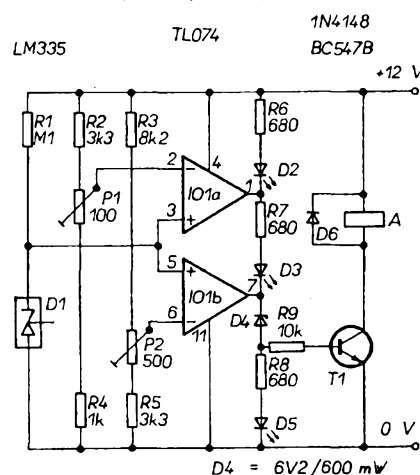 LM335 TL074 1N4148
BC547B
+12 V
R1 M1
R2 3k3
R3 8k2
R6 680
2
4
P1 100
IO1a
1
D2
3
R7 680
D6
A
5
D3
D1
IO1b
7
6
D4
R9 10k
P2 500
11
R8 680
T1
R4 1k
R5 3k3
D5
0 V
D4 = 6V2/600 mW